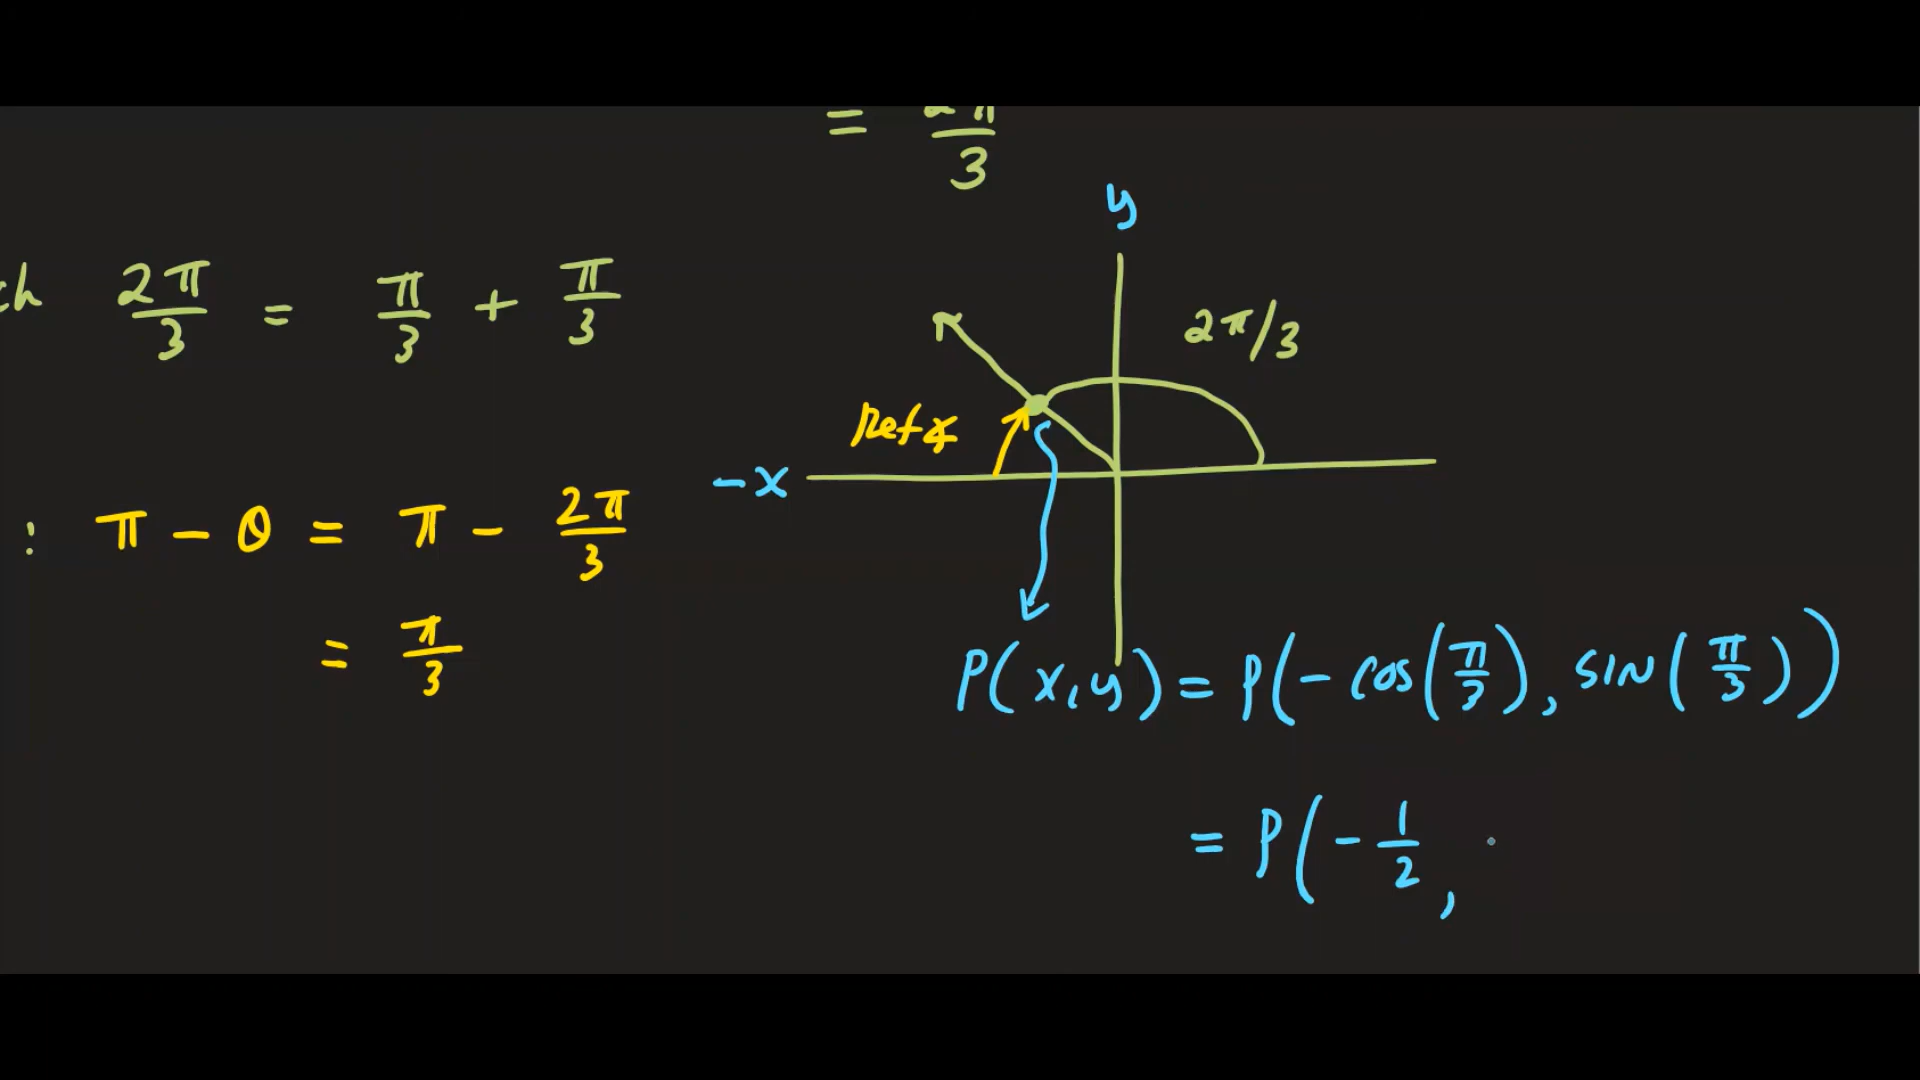 = 2π/3
y
2π/3 = π/3 + π/3
2π/3
Ref ∡
-x
: π - θ = π - 2π/3
= π/3
P(x,y) = P(-cos(π/3), sin(π/3))
= P(-1/2,